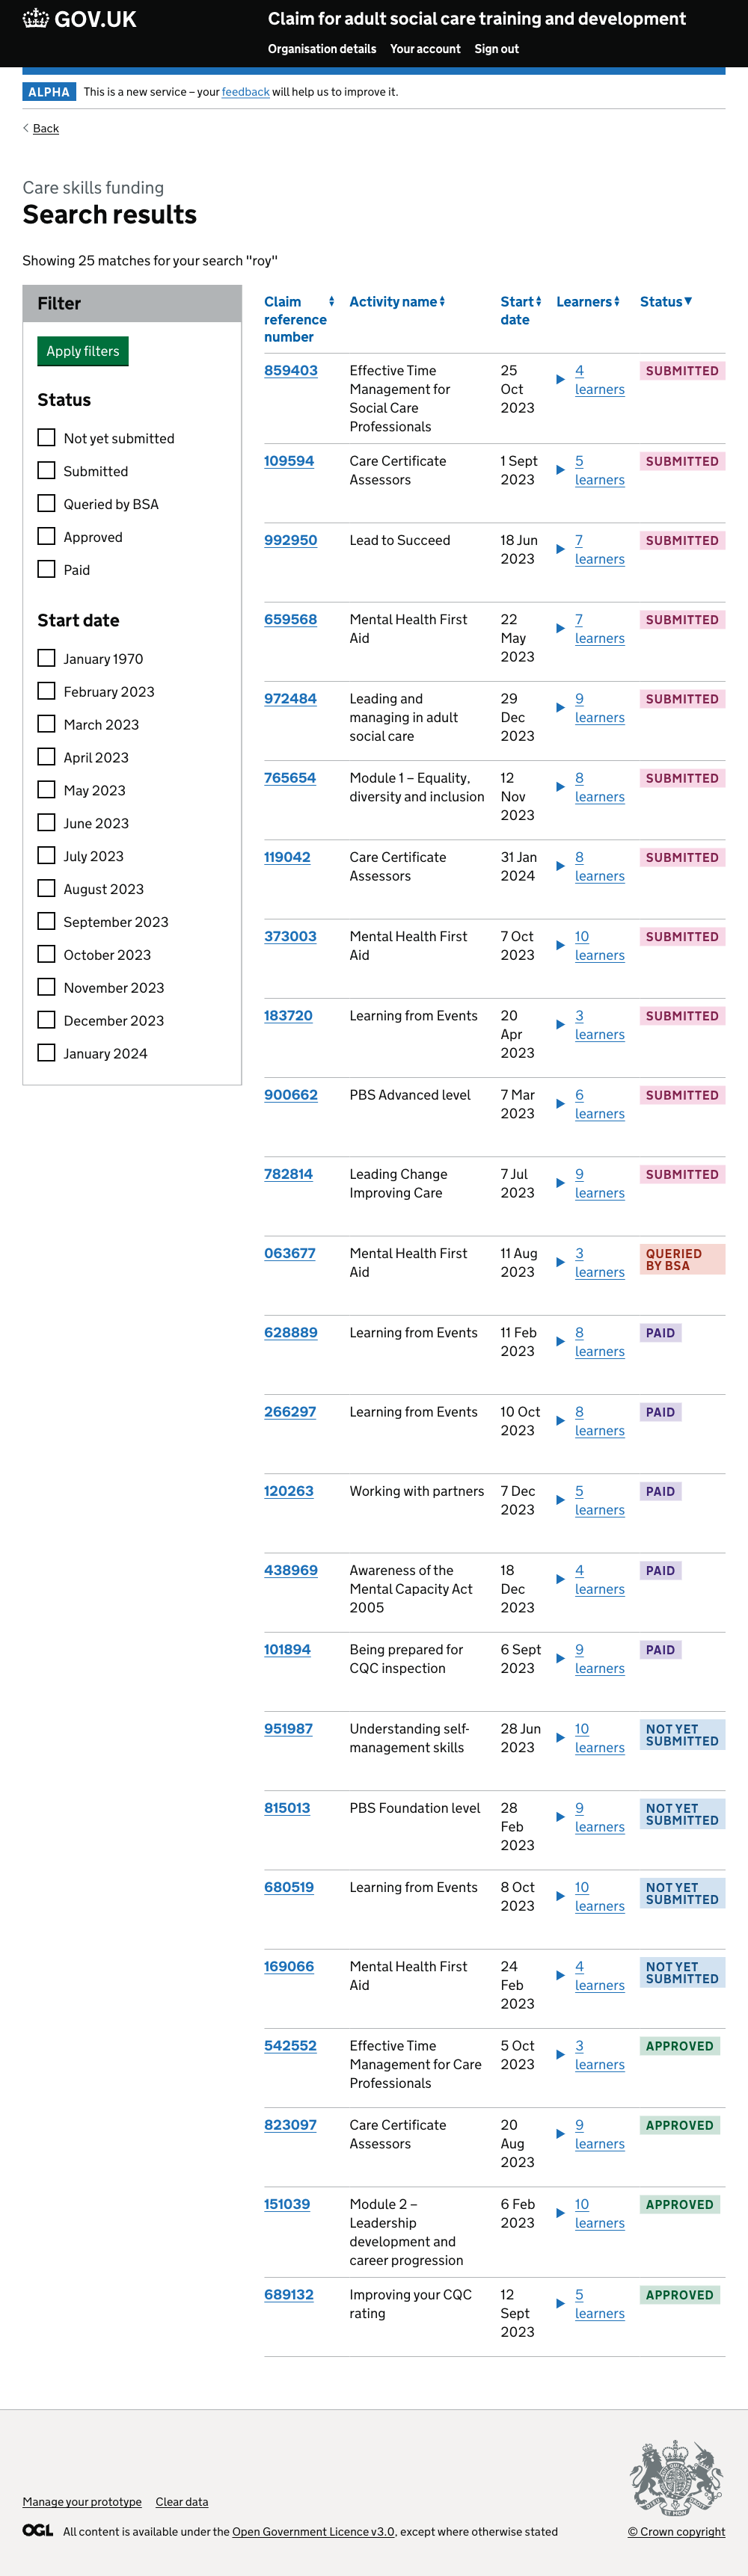 GOV.UK
Claim for adult social care training and development
Organisation details Your account Sign out
ALPHA This is a new service – your feedback will help us to improve it.
Back
Care skills funding
Search results
Showing 25 matches for your search "roy"
Filter
Apply filters
Status
Not yet submitted
Submitted
Queried by BSA
Approved
Paid
Start date
January 1970
February 2023
March 2023
April 2023
May 2023
June 2023
July 2023
August 2023
September 2023
October 2023
November 2023
December 2023
January 2024
Claim Activity name Start Learners Status
reference date
number
859403 Effective Time 25 4 SUBMITTED
Management for Oct learners
Social Care 2023
Professionals
109594 Care Certificate 1 Sept 5 SUBMITTED
Assessors 2023 learners
992950 Lead to Succeed 18 Jun 7 SUBMITTED
2023 learners
659568 Mental Health First 22 7 SUBMITTED
Aid May learners
2023
972484 Leading and 29 9 SUBMITTED
managing in adult Dec learners
social care 2023
765654 Module 1 – Equality, 12 8 SUBMITTED
diversity and inclusion Nov learners
2023
119042 Care Certificate 31 Jan 8 SUBMITTED
Assessors 2024 learners
373003 Mental Health First 7 Oct 10 SUBMITTED
Aid 2023 learners
183720 Learning from Events 20 3 SUBMITTED
Apr learners
2023
900662 PBS Advanced level 7 Mar 6 SUBMITTED
2023 learners
782814 Leading Change 7 Jul 9 SUBMITTED
Improving Care 2023 learners
063677 Mental Health First 11 Aug 3 QUERIED
Aid 2023 learners BY BSA
628889 Learning from Events 11 Feb 8 PAID
2023 learners
266297 Learning from Events 10 Oct 8 PAID
2023 learners
120263 Working with partners 7 Dec 5 PAID
2023 learners
438969 Awareness of the 18 4 PAID
Mental Capacity Act Dec learners
2005 2023
101894 Being prepared for 6 Sept 9 PAID
CQC inspection 2023 learners
951987 Understanding self- 28 Jun 10 NOT YET
management skills 2023 learners SUBMITTED
815013 PBS Foundation level 28 9 NOT YET
Feb learners SUBMITTED
2023
680519 Learning from Events 8 Oct 10 NOT YET
2023 learners SUBMITTED
169066 Mental Health First 24 4 NOT YET
Aid Feb learners SUBMITTED
2023
542552 Effective Time 5 Oct 3 APPROVED
Management for Care 2023 learners
Professionals
823097 Care Certificate 20 9 APPROVED
Assessors Aug learners
2023
151039 Module 2 – 6 Feb 10 APPROVED
Leadership 2023 learners
development and
career progression
689132 Improving your CQC 12 5 APPROVED
rating Sept learners
2023
Manage your prototype Clear data
OGL All content is available under the Open Government Licence v3.0, except where otherwise stated
© Crown copyright